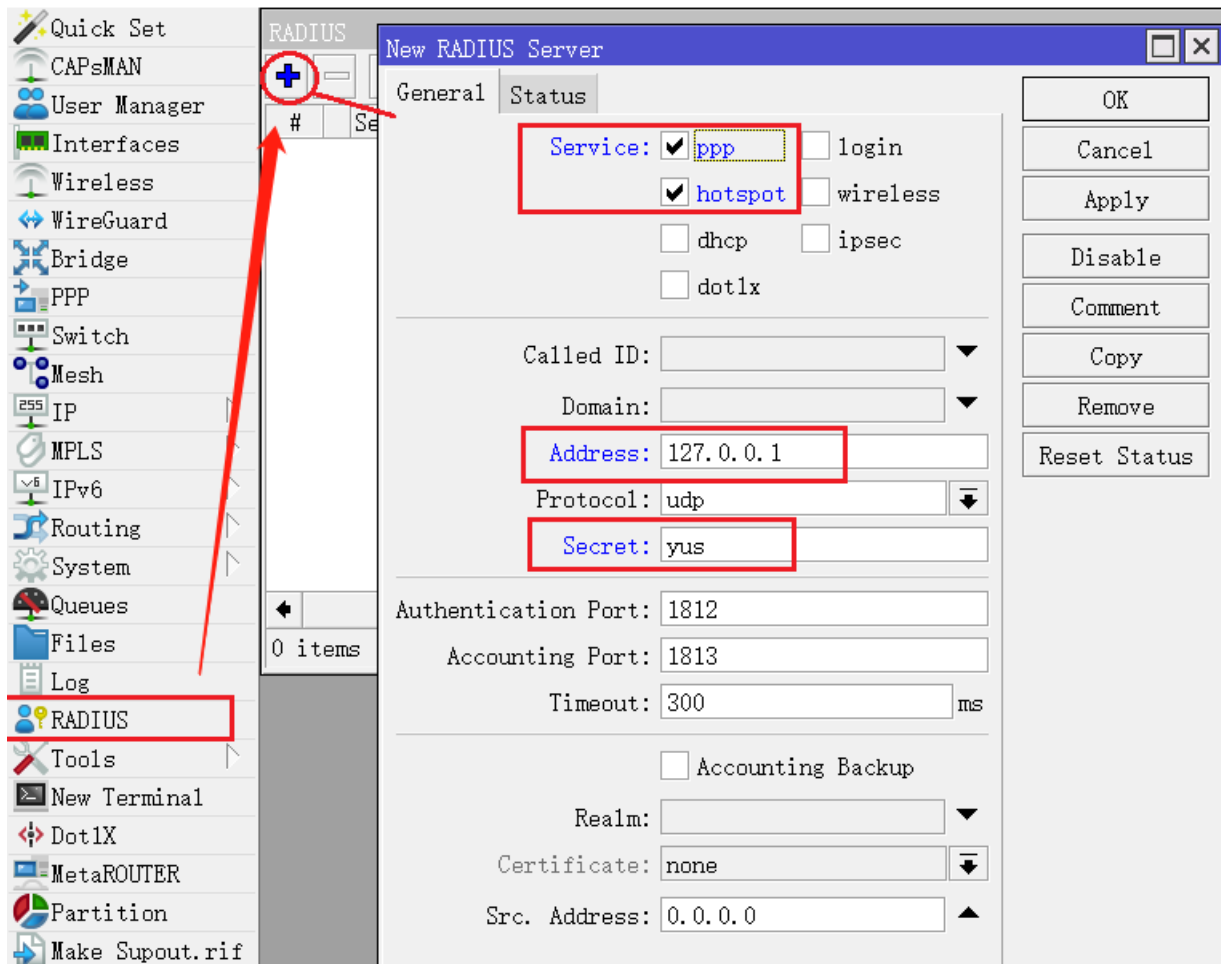 Quick Set
CAPsMAN
User Manager
Interfaces
Wireless
WireGuard
Bridge
PPP
Switch
Mesh
255 IP
MPLS
v6 IPv6
Routing
System
Queues
Files
Log
RADIUS
Tools
New Terminal
Dot1X
MetaROUTER
Partition
Make Supout.rif
RADIUS
# Se
0 items
New RADIUS Server
General Status
Service: ppp login
hotspot wireless
dhcp ipsec
dot1x
Called ID:
Domain:
Address: 127.0.0.1
Protocol: udp
Secret: yus
Authentication Port: 1812
Accounting Port: 1813
Timeout: 300 ms
Accounting Backup
Realm:
Certificate: none
Src. Address: 0.0.0.0
OK
Cancel
Apply
Disable
Comment
Copy
Remove
Reset Status